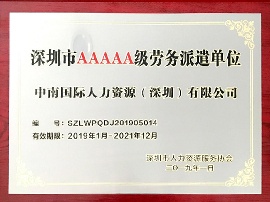 深圳市AAAAA级劳务派遣单位
中南国际人力资源（深圳）有限公司
编 号：SZLWPQDJ201905014
有效期限：2019年1月-2021年12月
深圳市人力资源服务协会
二〇一九年一月